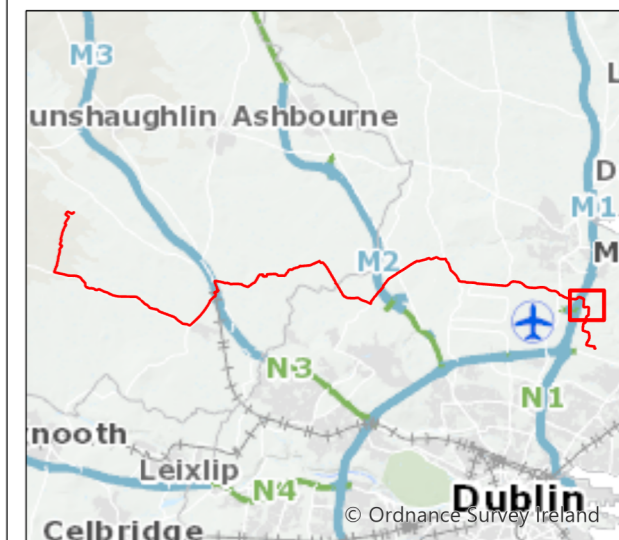 M3
unshaughlin
Ashbourne
L
D
M1
M2
M
N3
N1
nooth
Leixlip
N4
Dublin
© Ordnance Survey Ireland
Celbridge